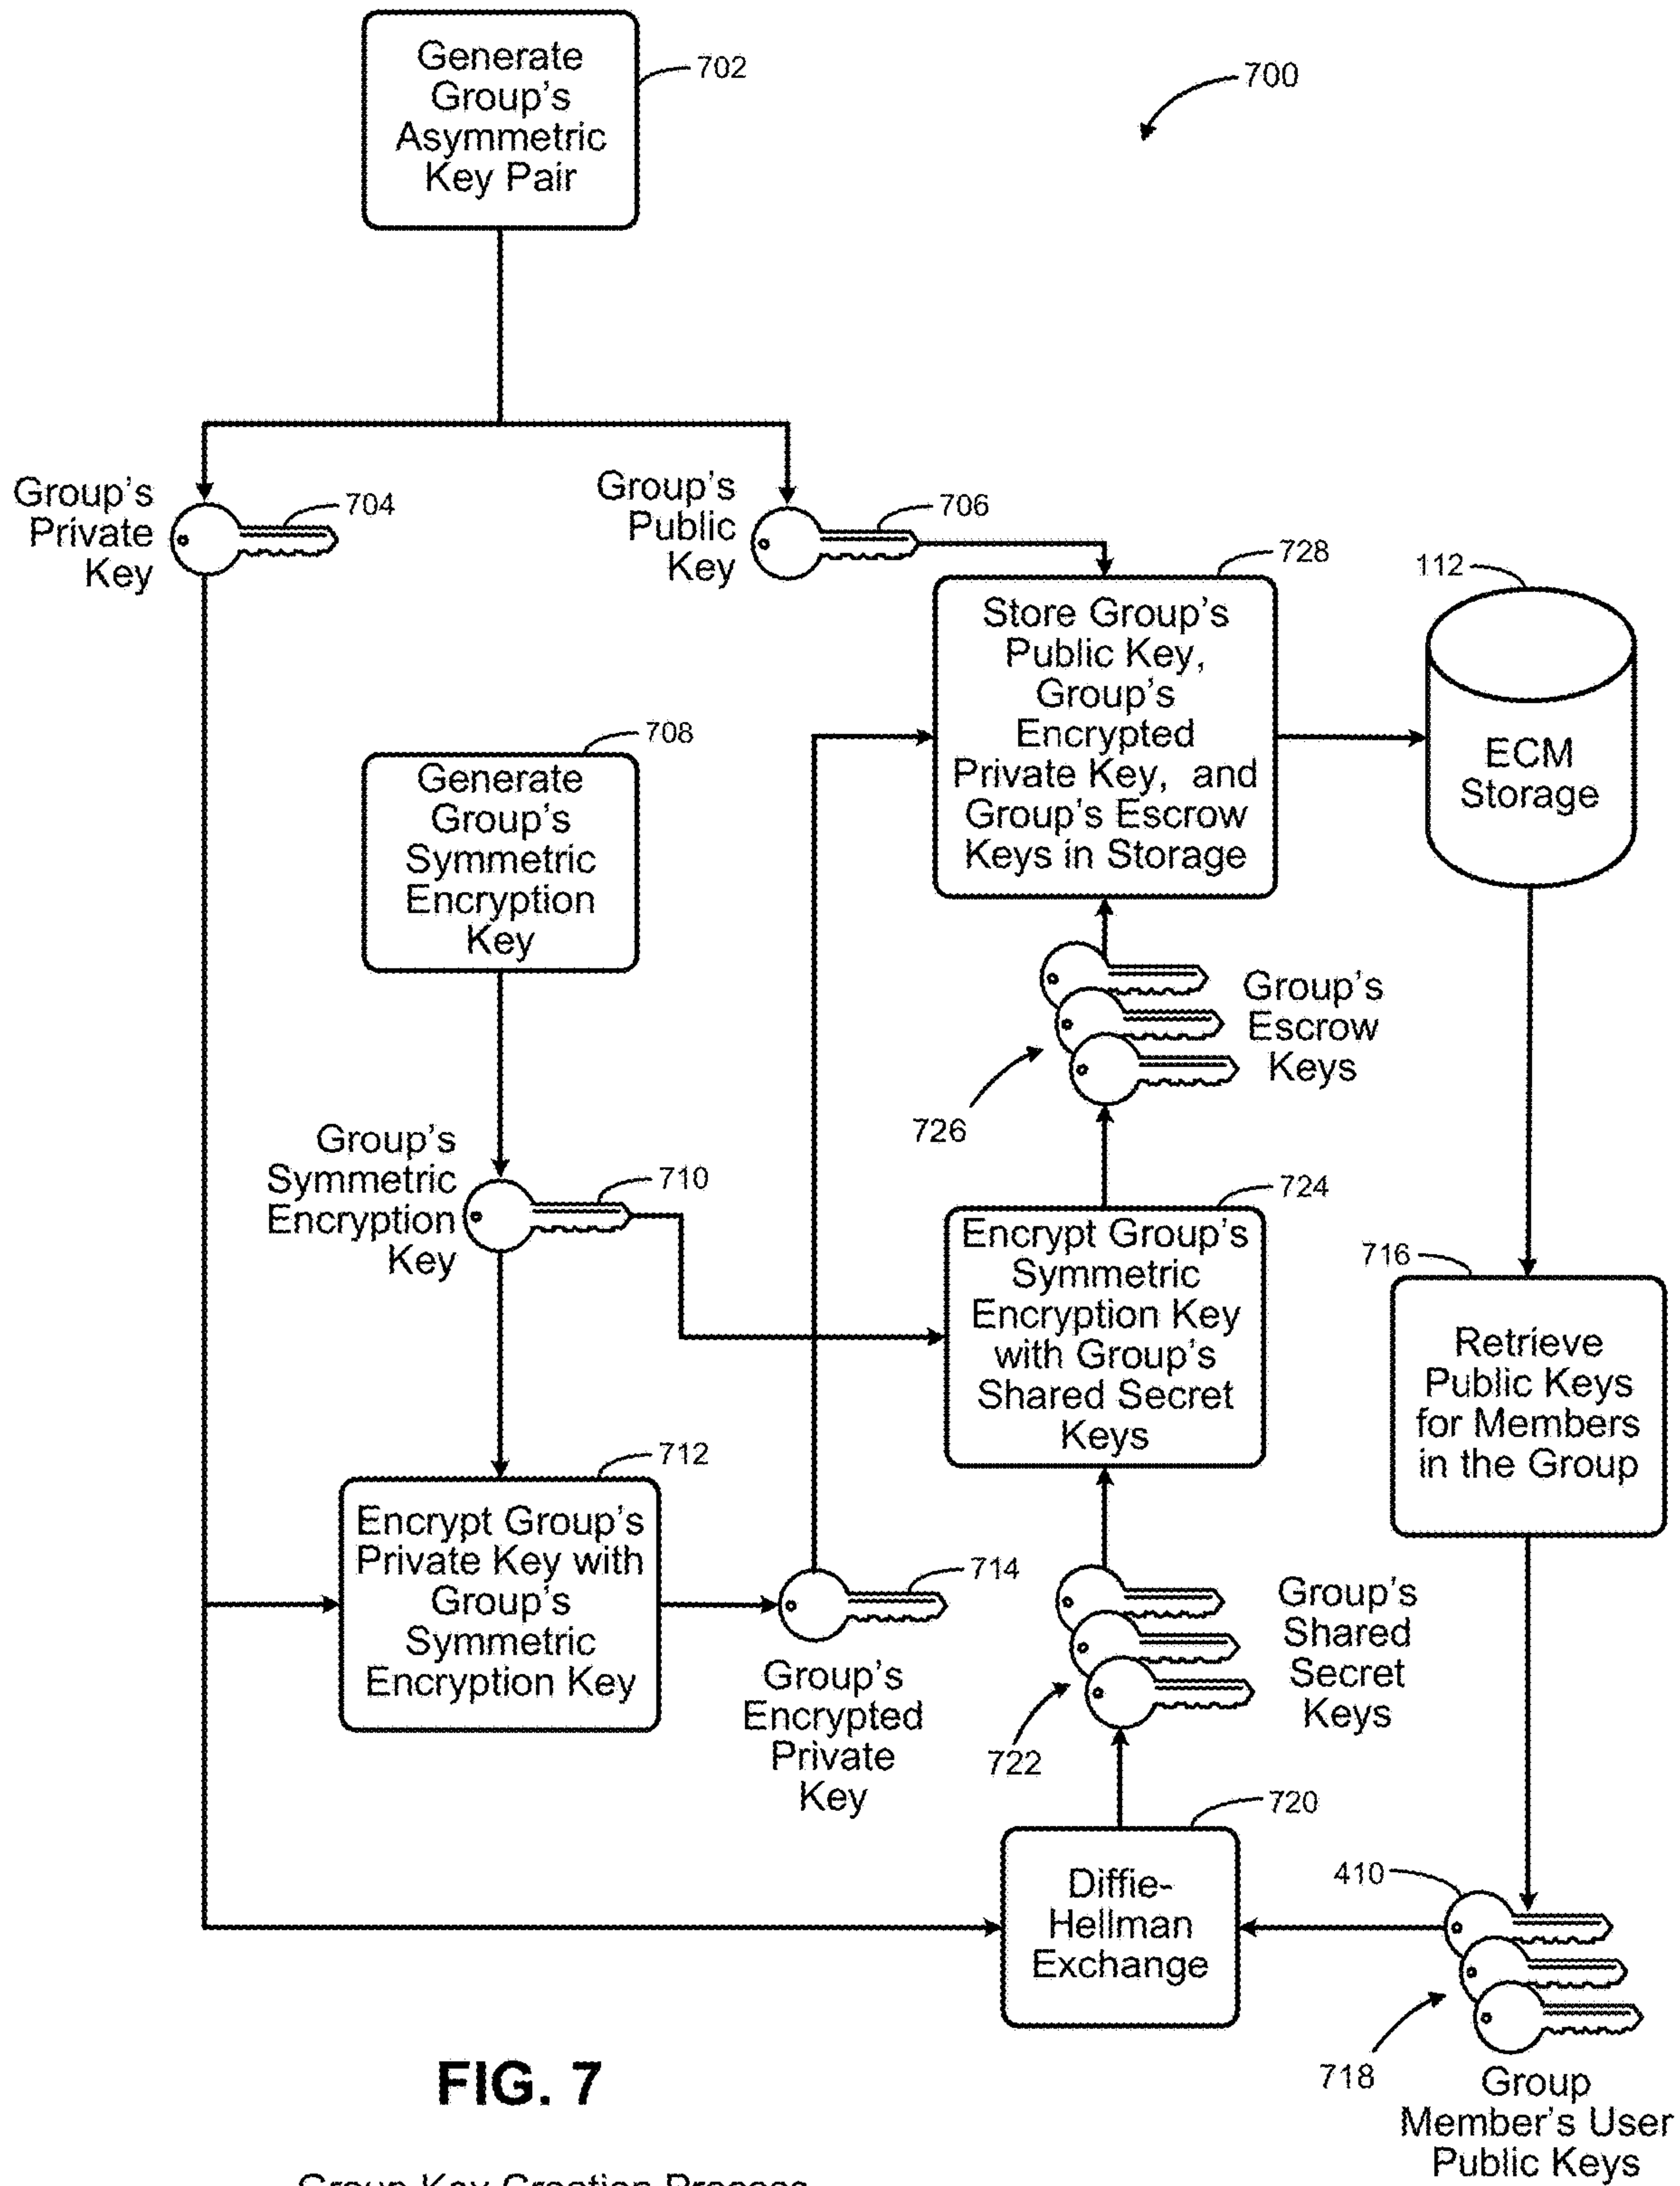 Generate
Group's
Asymmetric
Key Pair
702
700
Group's
Private
Key
704
Group's
Public
Key
706
728
Store Group's
Public Key,
Group's
Encrypted
Private Key, and
Group's Escrow
Keys in Storage
112
ECM
Storage
708
Generate
Group's
Symmetric
Encryption
Key
Group's
Escrow
Keys
726
Group's
Symmetric
Encryption
Key
710
724
Encrypt Group's
Symmetric
Encryption Key
with Group's
Shared Secret
Keys
716
Retrieve
Public Keys
for Members
in the Group
712
Encrypt Group's
Private Key with
Group's
Symmetric
Encryption Key
714
Group's
Encrypted
Private
Key
Group's
Shared
Secret
Keys
722
720
Diffie-
Hellman
Exchange
410
718
Group
Member's User
Public Keys
FIG. 7
Group Key Creation Process